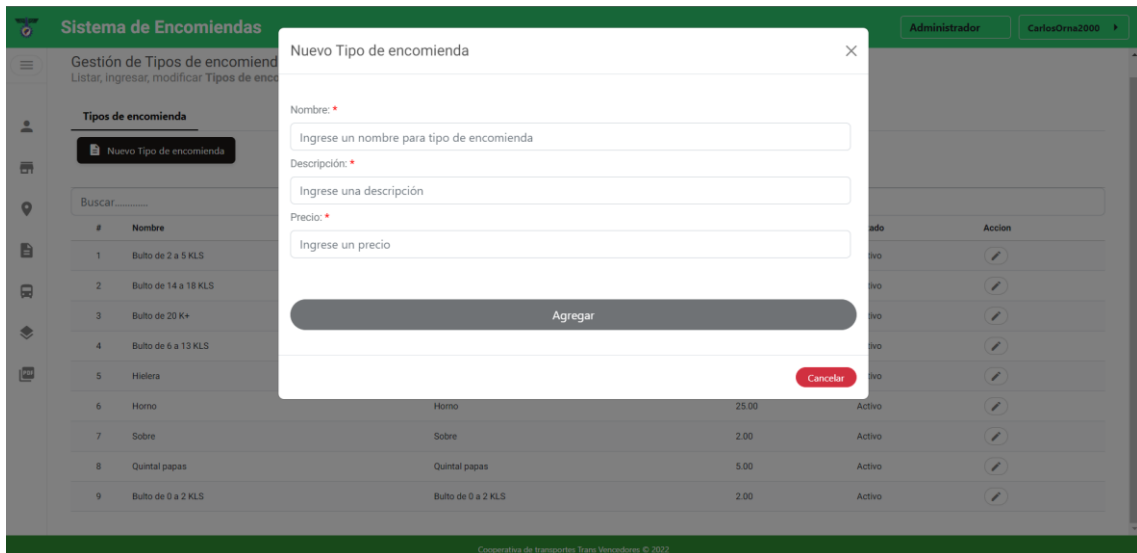 Sistema de Encomiendas
Administrador
CarlosOrna2000
Nuevo Tipo de encomienda
Gestión de Tipos de encomiend
Listar, ingresar, modificar Tipos de enco
Tipos de encomienda
Nuevo Tipo de encomienda
Nombre: *
Ingrese un nombre para tipo de encomienda
Descripción: *
Ingrese una descripción
Precio: *
Ingrese un precio
Agregar
Cancelar
Buscar............
# Nombre ado Accion
1 Bulto de 2 a 5 KLS tivo
2 Bulto de 14 a 18 KLS tivo
3 Bulto de 20 K+ tivo
4 Bulto de 6 a 13 KLS tivo
5 Hielera tivo
6 Horno Horno 25.00 Activo
7 Sobre Sobre 2.00 Activo
8 Quintal papas Quintal papas 5.00 Activo
9 Bulto de 0 a 2 KLS Bulto de 0 a 2 KLS 2.00 Activo
PDF
Cooperativa de transportes Trans Vencedores © 2022